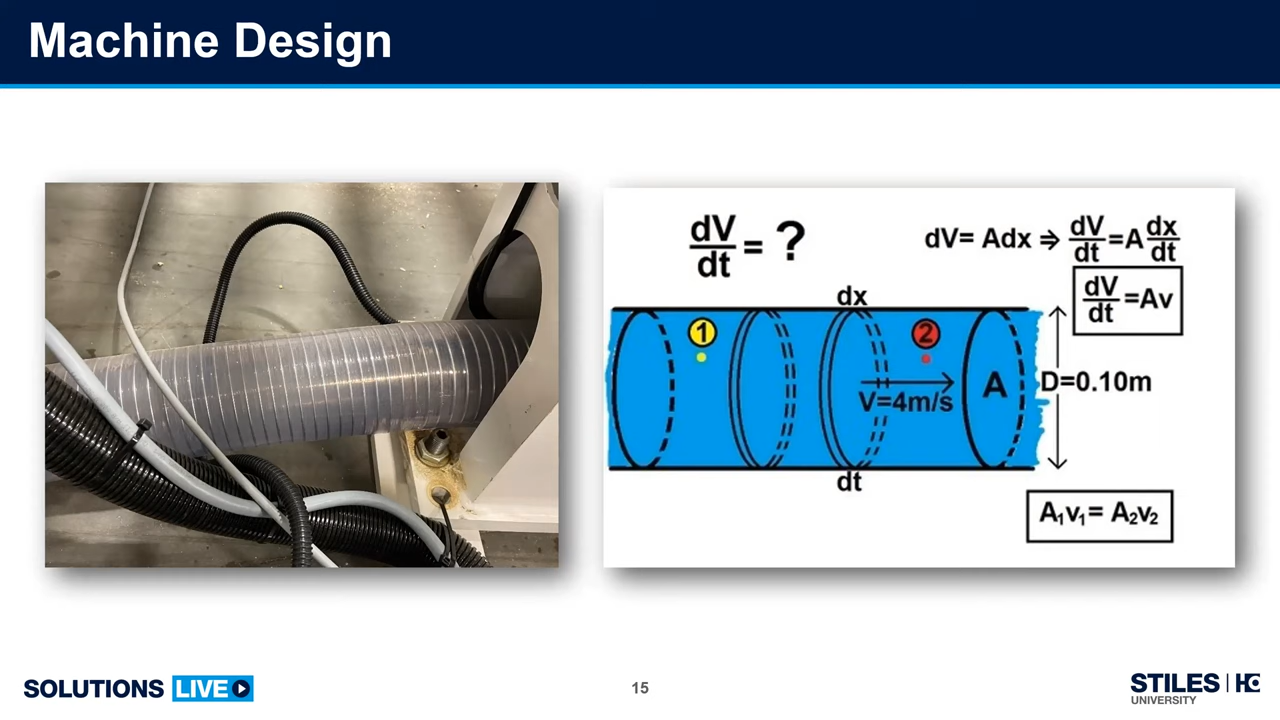 Machine Design
dV/dt = ?
dV= Adx ⇒ dV/dt =A dx/dt
dV/dt =Av
dx
1
2
V=4m/s
A
D=0.10m
dt
A₁v₁= A₂v₂
SOLUTIONS LIVE
15
STILES | HC
UNIVERSITY